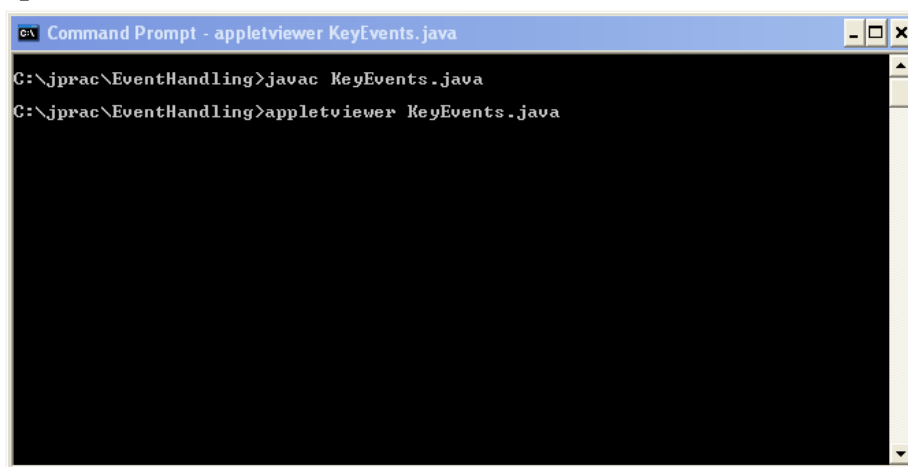 Command Prompt - appletviewer KeyEvents.java
C:\jprac\EventHandling>javac KeyEvents.java
C:\jprac\EventHandling>appletviewer KeyEvents.java